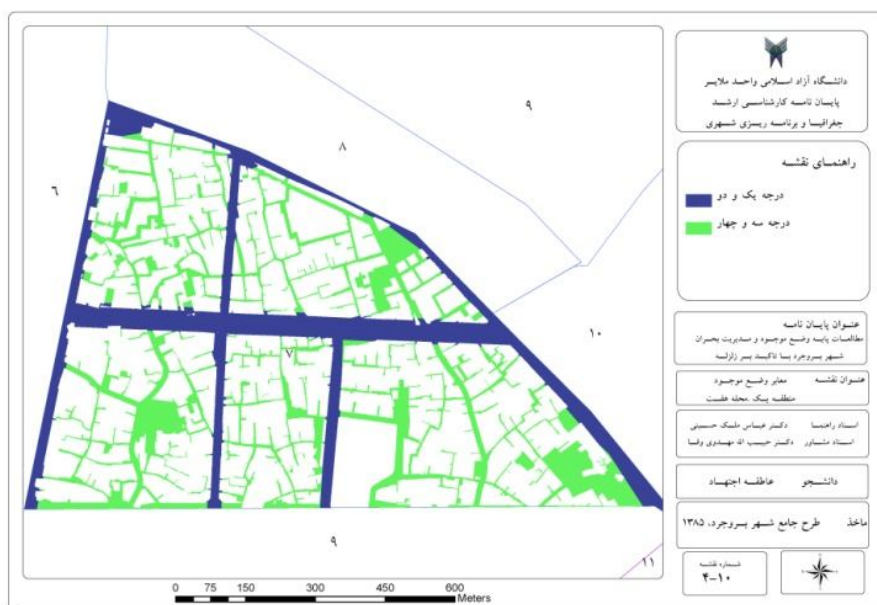 دانشگاه آزاد اسلامی واحد ملایر
پایان نامه کارشناسی ارشد
جغرافیا و برنامه ریزی شهری
راهنمای نقشه
درجه یک و دو
درجه سه و چهار
عنوان پایان نامه
مطالعات پایه وضع موجود و مدیریت بحران
شهر بروجرد با تاکید بر زلزله
عنوان نقشه معابر وضع موجود
منطقه یک .محله هفت
استاد راهنما دکتر عباس ملک حسینی
استاد مشاور دکتر حبیب الله مهدوی وفا
دانشجو عاطفه اجتهاد
ماخذ طرح جامع شهر بروجرد، ۱۳۸۵
شماره نقشه
۴-۱۰
۹
۸
۶
۱۰
۷
۹
۱۱
0 75 150 300 450 600
Meters